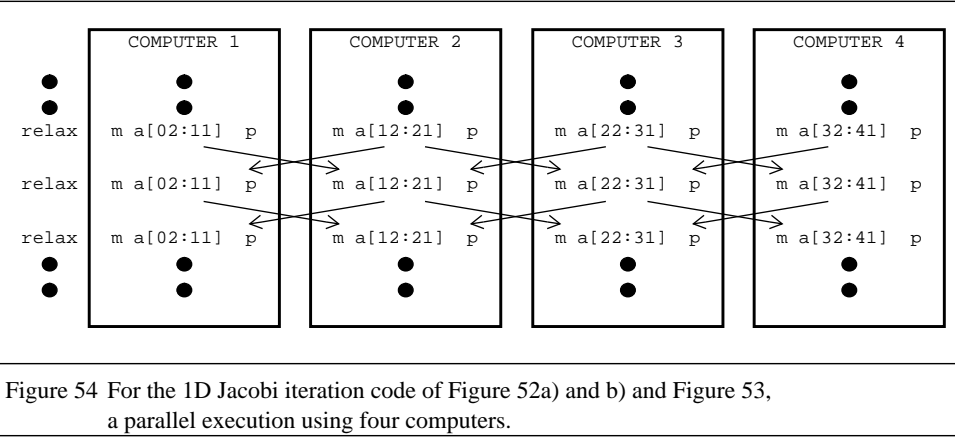 COMPUTER 1 COMPUTER 2 COMPUTER 3 COMPUTER 4
relax m a[02:11] p m a[12:21] p m a[22:31] p m a[32:41] p
relax m a[02:11] p m a[12:21] p m a[22:31] p m a[32:41] p
relax m a[02:11] p m a[12:21] p m a[22:31] p m a[32:41] p
Figure 54 For the 1D Jacobi iteration code of Figure 52a) and b) and Figure 53,
a parallel execution using four computers.